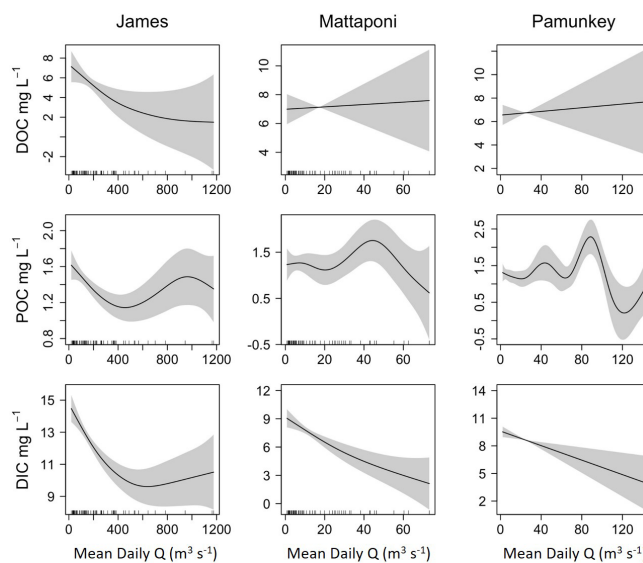 James Mattaponi Pamunkey
DOC mg L⁻¹
8
6
4
2
-2
0 400 800 1200
10
8
6
4
0 20 40 60
12
10
8
6
4
2
0 40 80 120
POC mg L⁻¹
2.0
1.6
1.2
0.8
0 400 800 1200
1.5
0.5
-0.5
0 20 40 60
2.5
1.5
0.5
-0.5
0 40 80 120
DIC mg L⁻¹
15
13
11
9
0 200 600 1000
12
9
6
3
0
0 20 40 60
14
11
8
5
2
0 40 80 120
Mean Daily Q (m³ s⁻¹) Mean Daily Q (m³ s⁻¹) Mean Daily Q (m³ s⁻¹)